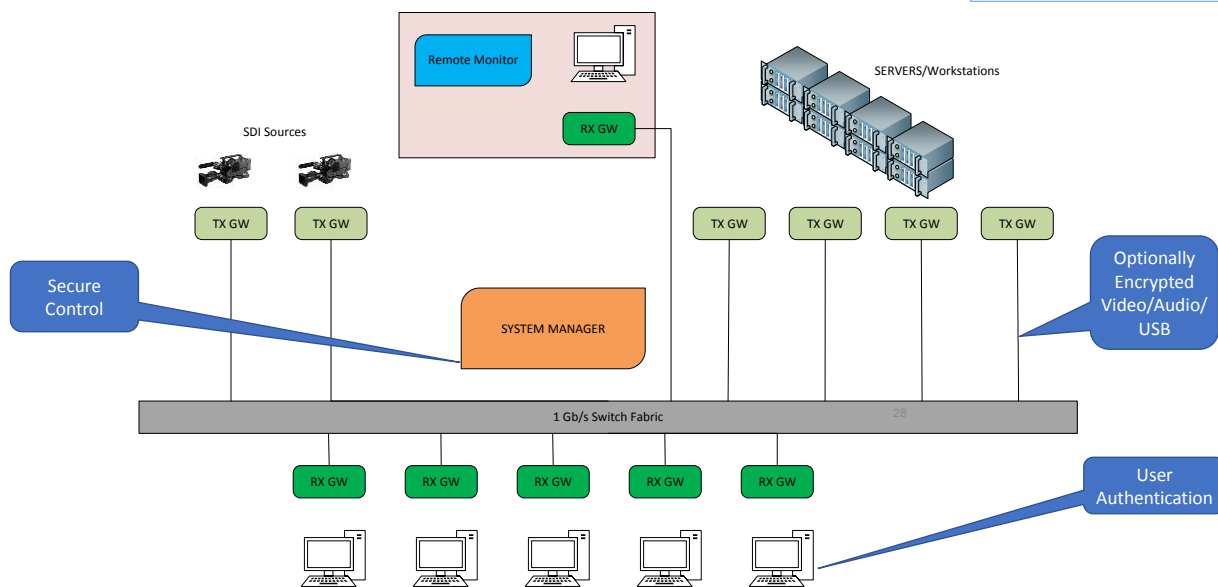 Remote Monitor
RX GW
SERVERS/Workstations
SDI Sources
TX GW
TX GW
TX GW
TX GW
TX GW
TX GW
Secure
Control
SYSTEM MANAGER
Optionally
Encrypted
Video/Audio/
USB
1 Gb/s Switch Fabric
28
RX GW
RX GW
RX GW
RX GW
RX GW
User
Authentication